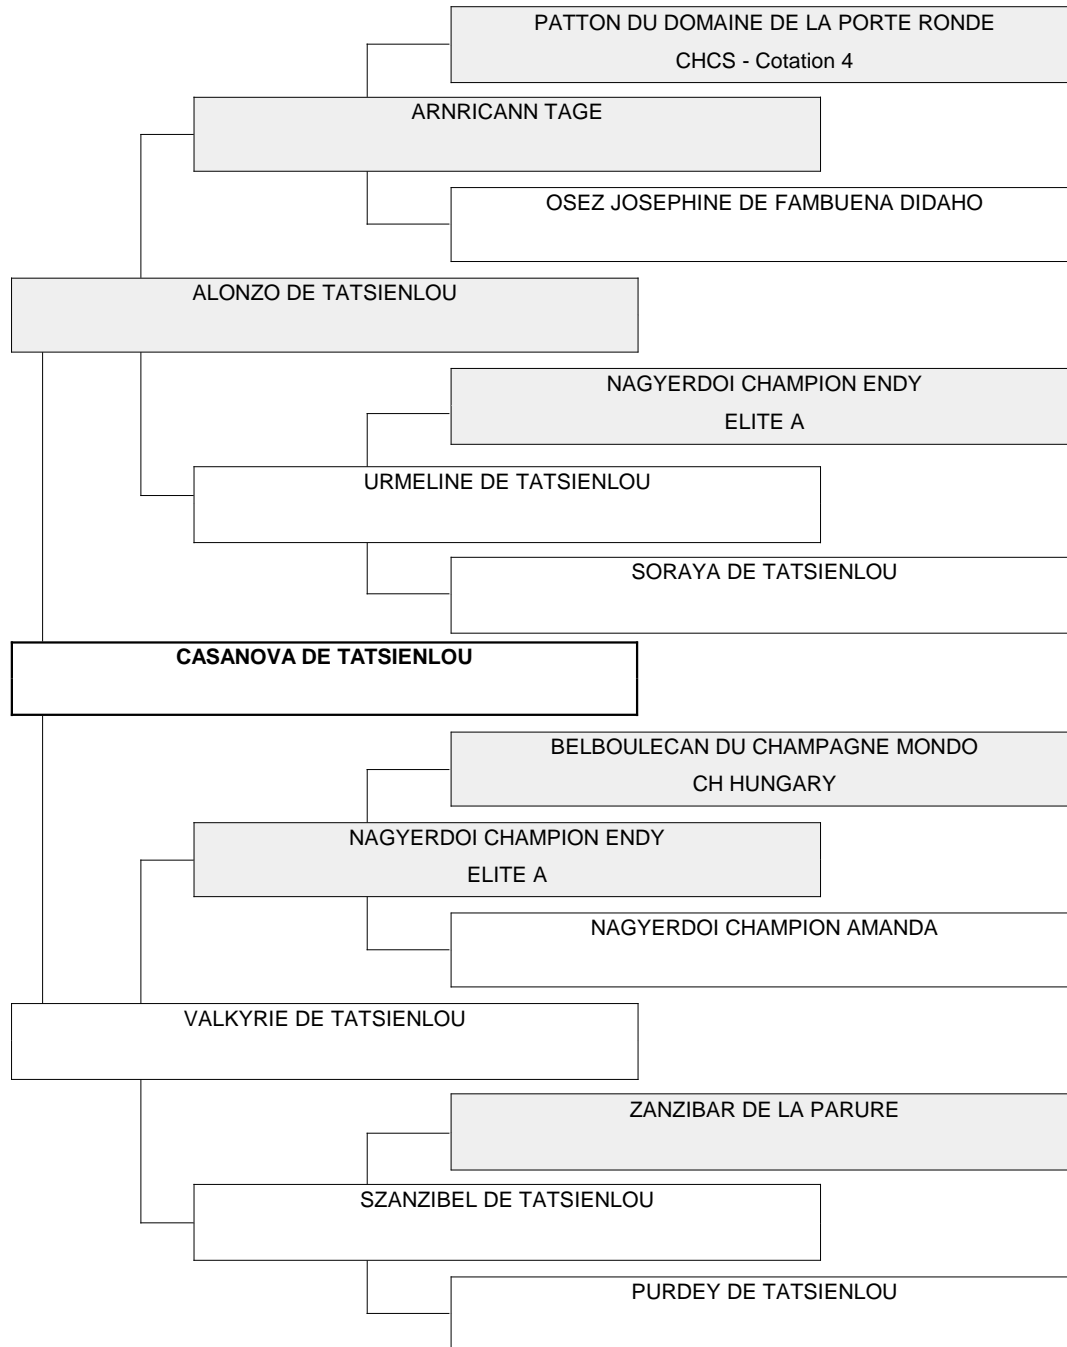 PATTON DU DOMAINE DE LA PORTE RONDE
CHCS - Cotation 4
ARNRICANN TAGE
OSEZ JOSEPHINE DE FAMBUENA DIDAHO
ALONZO DE TATSIENLOU
NAGYERDOI CHAMPION ENDY
ELITE A
URMELINE DE TATSIENLOU
SORAYA DE TATSIENLOU
CASANOVA DE TATSIENLOU
BELBOULECAN DU CHAMPAGNE MONDO
CH HUNGARY
NAGYERDOI CHAMPION ENDY
ELITE A
NAGYERDOI CHAMPION AMANDA
VALKYRIE DE TATSIENLOU
ZANZIBAR DE LA PARURE
SZANZIBEL DE TATSIENLOU
PURDEY DE TATSIENLOU